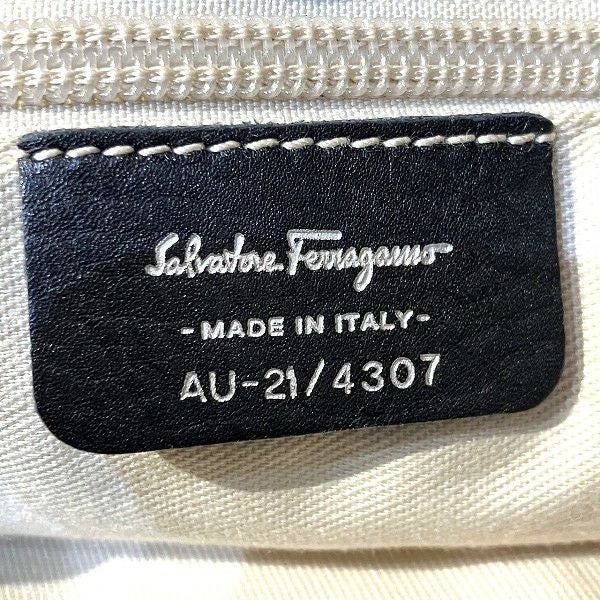 Salvatore Ferragamo
- MADE IN ITALY -
AU-21/4307